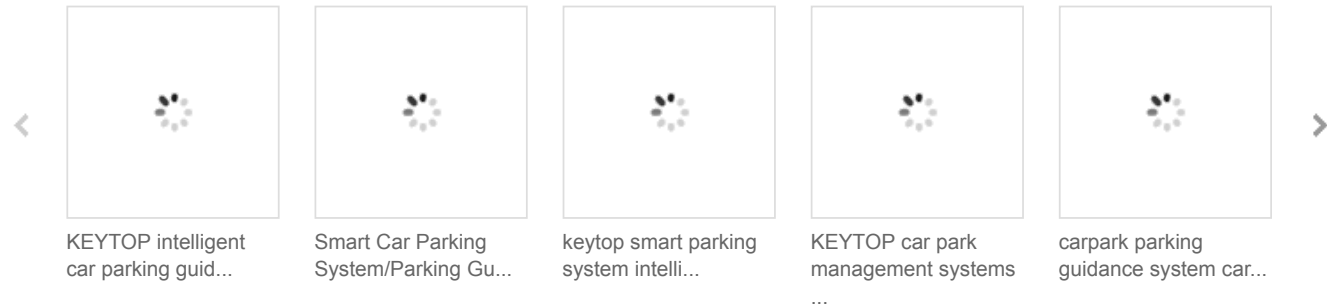 KEYTOP intelligent
car parking guid...
Smart Car Parking
System/Parking Gu...
keytop smart parking
system intelli...
KEYTOP car park
management systems
...
carpark parking
guidance system car...